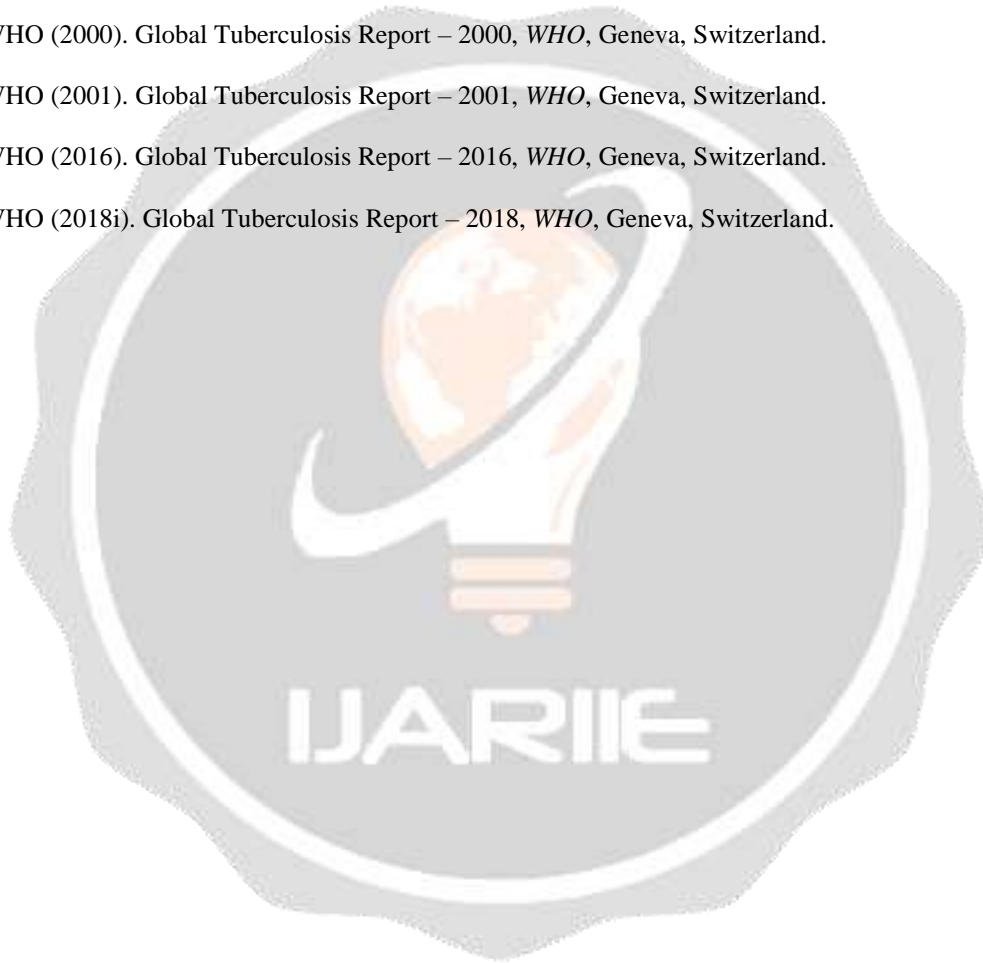 WHO (2000). Global Tuberculosis Report – 2000, WHO, Geneva, Switzerland.
WHO (2001). Global Tuberculosis Report – 2001, WHO, Geneva, Switzerland.
WHO (2016). Global Tuberculosis Report – 2016, WHO, Geneva, Switzerland.
WHO (2018i). Global Tuberculosis Report – 2018, WHO, Geneva, Switzerland.
IJARIIE